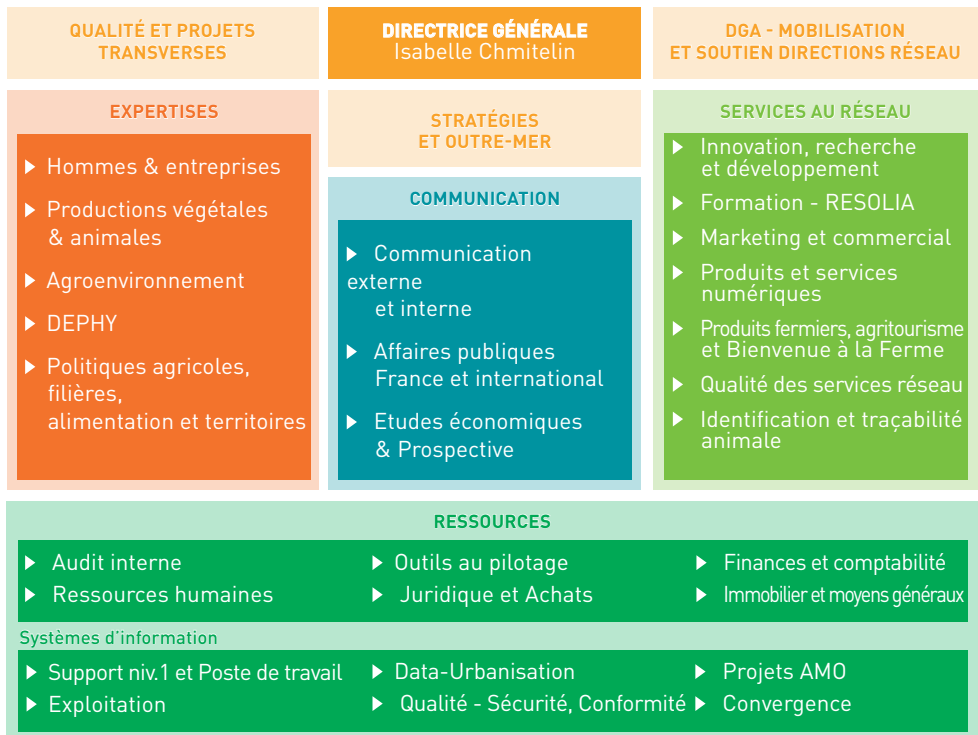 QUALITÉ ET PROJETS
TRANSVERSES
DIRECTRICE GÉNÉRALE
Isabelle Chmitelin
DGA - MOBILISATION
ET SOUTIEN DIRECTIONS RÉSEAU
EXPERTISES
▶ Hommes & entreprises
▶ Productions végétales
& animales
▶ Agroenvironnement
▶ DEPHY
▶ Politiques agricoles,
filières,
alimentation et territoires
STRATÉGIES
ET OUTRE-MER
COMMUNICATION
▶ Communication
externe
et interne
▶ Affaires publiques
France et international
▶ Etudes économiques
& Prospective
SERVICES AU RÉSEAU
▶ Innovation, recherche
et développement
▶ Formation - RESOLIA
▶ Marketing et commercial
▶ Produits et services
numériques
▶ Produits fermiers, agritourisme
et Bienvenue à la Ferme
▶ Qualité des services réseau
▶ Identification et traçabilité
animale
RESSOURCES
▶ Audit interne
▶ Ressources humaines
▶ Outils au pilotage
▶ Juridique et Achats
▶ Finances et comptabilité
▶ Immobilier et moyens généraux
Systèmes d'information
▶ Support niv.1 et Poste de travail
▶ Exploitation
▶ Data-Urbanisation
▶ Qualité - Sécurité, Conformité
▶ Projets AMO
▶ Convergence